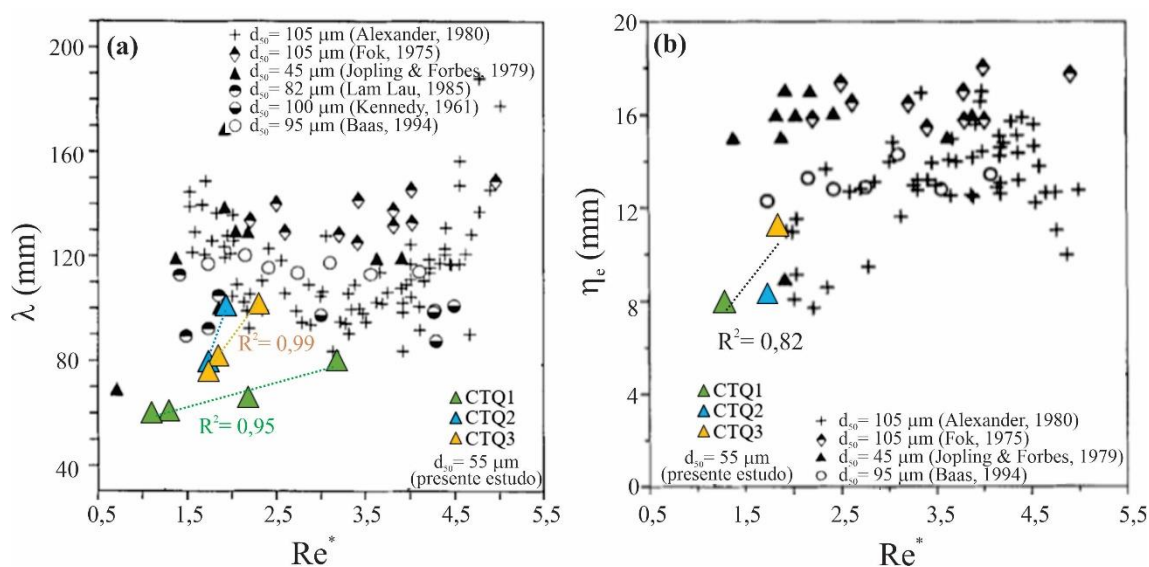 (a)
d₅₀= 105 µm (Alexander, 1980)
d₅₀= 105 µm (Fok, 1975)
d₅₀= 45 µm (Jopling & Forbes, 1979)
d₅₀= 82 µm (Lam Lau, 1985)
d₅₀= 100 µm (Kennedy, 1961)
d₅₀= 95 µm (Baas, 1994)
200
160
120
80
40
λ (mm)
R²= 0,99
R²= 0,95
CTQ1
CTQ2
CTQ3
d₅₀= 55 µm
(presente estudo)
0,5 1,5 2,5 3,5 4,5 5,5
Re*
(b)
20
16
12
8
4
0
ηₑ (mm)
R²= 0,82
CTQ1
CTQ2
CTQ3
d₅₀= 55 µm
(presente estudo)
d₅₀= 105 µm (Alexander, 1980)
d₅₀= 105 µm (Fok, 1975)
d₅₀= 45 µm (Jopling & Forbes, 1979)
d₅₀= 95 µm (Baas, 1994)
0,5 1,5 2,5 3,5 4,5 5,5
Re*